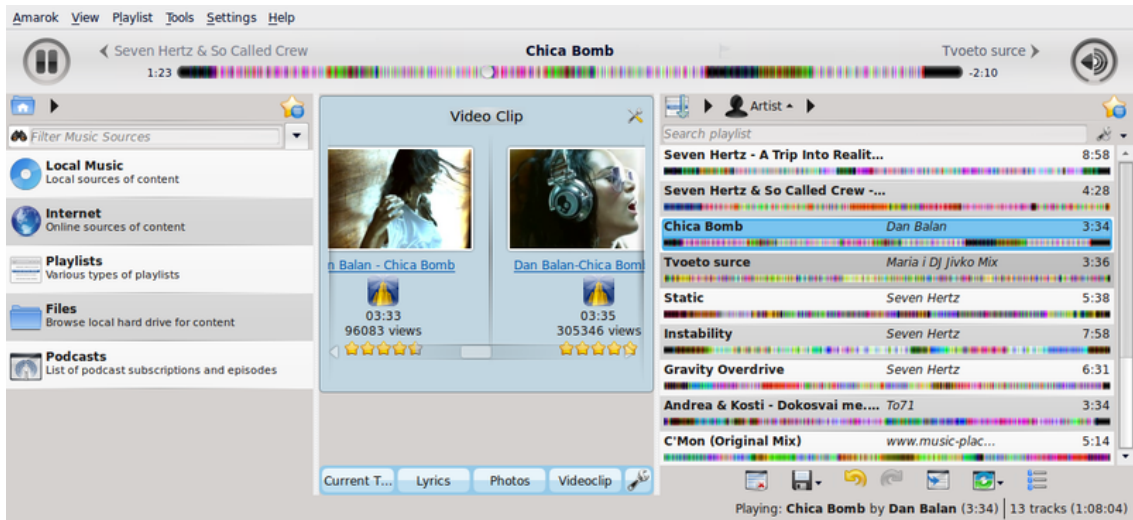 Amarok View Playlist Tools Settings Help
Seven Hertz & So Called Crew Chica Bomb Tvoeto surce
1:23 -2:10
Filter Music Sources
Local Music
Local sources of content
Internet
Online sources of content
Playlists
Various types of playlists
Files
Browse local hard drive for content
Podcasts
List of podcast subscriptions and episodes
Video Clip
n Balan - Chica Bomb Dan Balan-Chica Bom
03:33 03:35
96083 views 305346 views
Current T... Lyrics Photos Videoclip
Artist
Search playlist
Seven Hertz - A Trip Into Realit... 8:58
Seven Hertz & So Called Crew -... 4:28
Chica Bomb Dan Balan 3:34
Tvoeto surce Maria i DJ Jivko Mix 3:36
Static Seven Hertz 5:38
Instability Seven Hertz 7:58
Gravity Overdrive Seven Hertz 6:31
Andrea & Kosti - Dokosvai me.... To71 3:34
C'Mon (Original Mix) www.music-plac... 5:14
Playing: Chica Bomb by Dan Balan (3:34) 13 tracks (1:08:04)